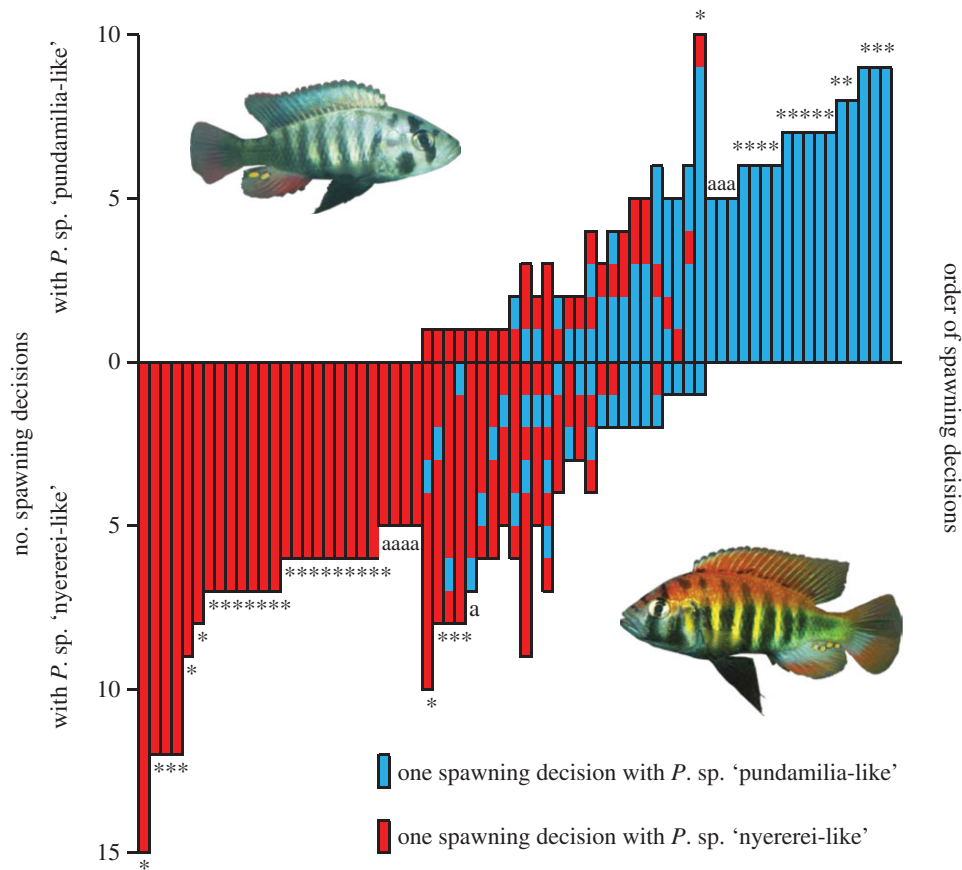 10
5
0
5
10
15
no. spawning decisions
with P. sp. ‘pundamilia-like’
with P. sp. ‘nyererei-like’
order of spawning decisions
*
***
*
*
*******
**********
aaaa
*
***
a
*
aaa
****
*****
**
***
one spawning decision with P. sp. ‘pundamilia-like’
one spawning decision with P. sp. ‘nyererei-like’